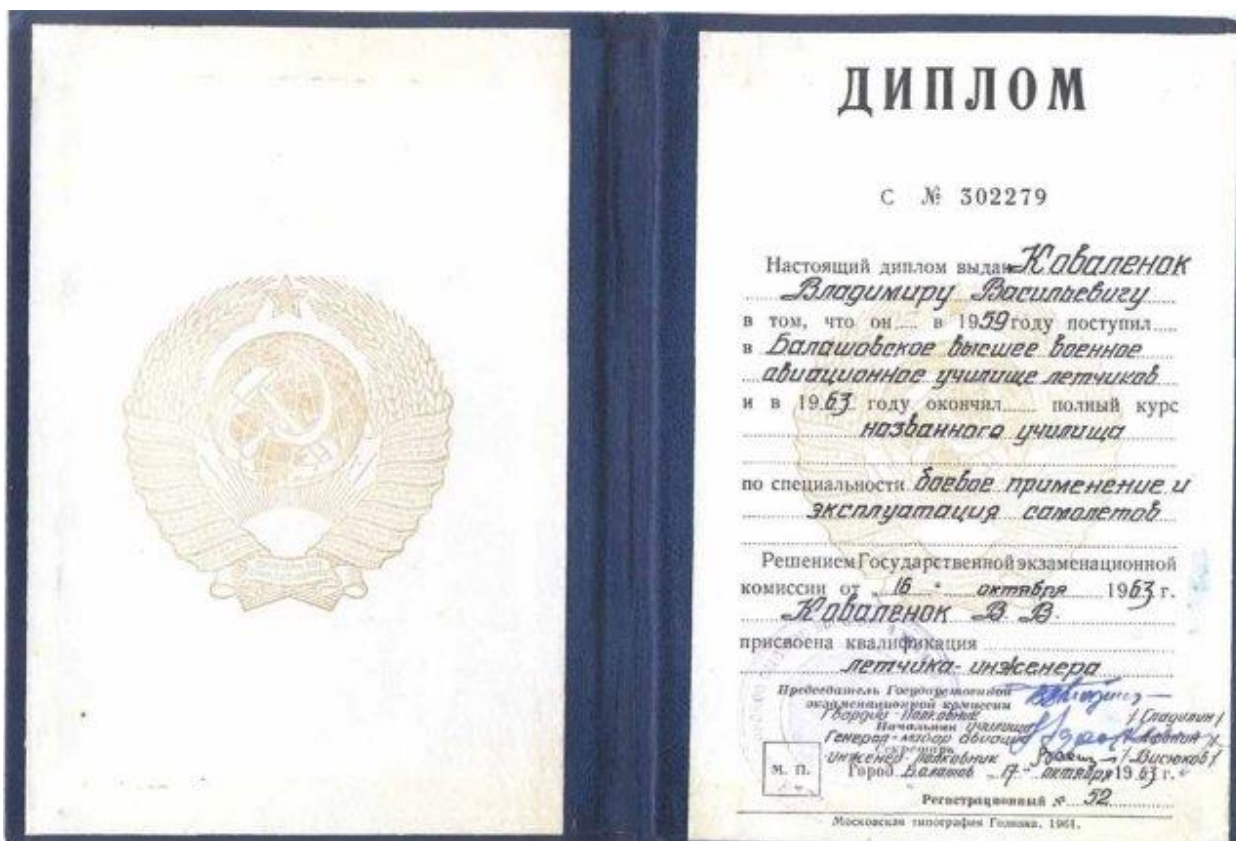 ДИПЛОМ
С № 302279
Настоящий диплом выдан Коваленок
Владимиру Васильевичу
в том, что он в 1959 году поступил
в Балашовское высшее военное
авиационное училище летчиков
и в 1963 году окончил полный курс
названного училища
по специальности боевое применение и
эксплуатация самолетов
Решением Государственной экзаменационной
комиссии от „16 " октября 1963 г.
Коваленок В. В.
присвоена квалификация
летчика-инженера
Председатель Государственной
экзаменационной комиссии
Гвардии-полковник /Гладилин/
Начальник училища
Генерал-майор авиации
Секретарь
инженер-полковник
М. П.
Город Балашов „17" октября 1963 г.
Регистрационный № 52
Московская типография Гознака. 1961.